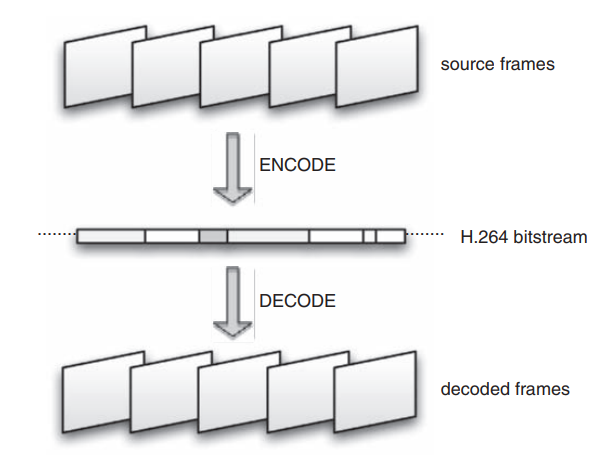 source frames
ENCODE
H.264 bitstream
DECODE
decoded frames